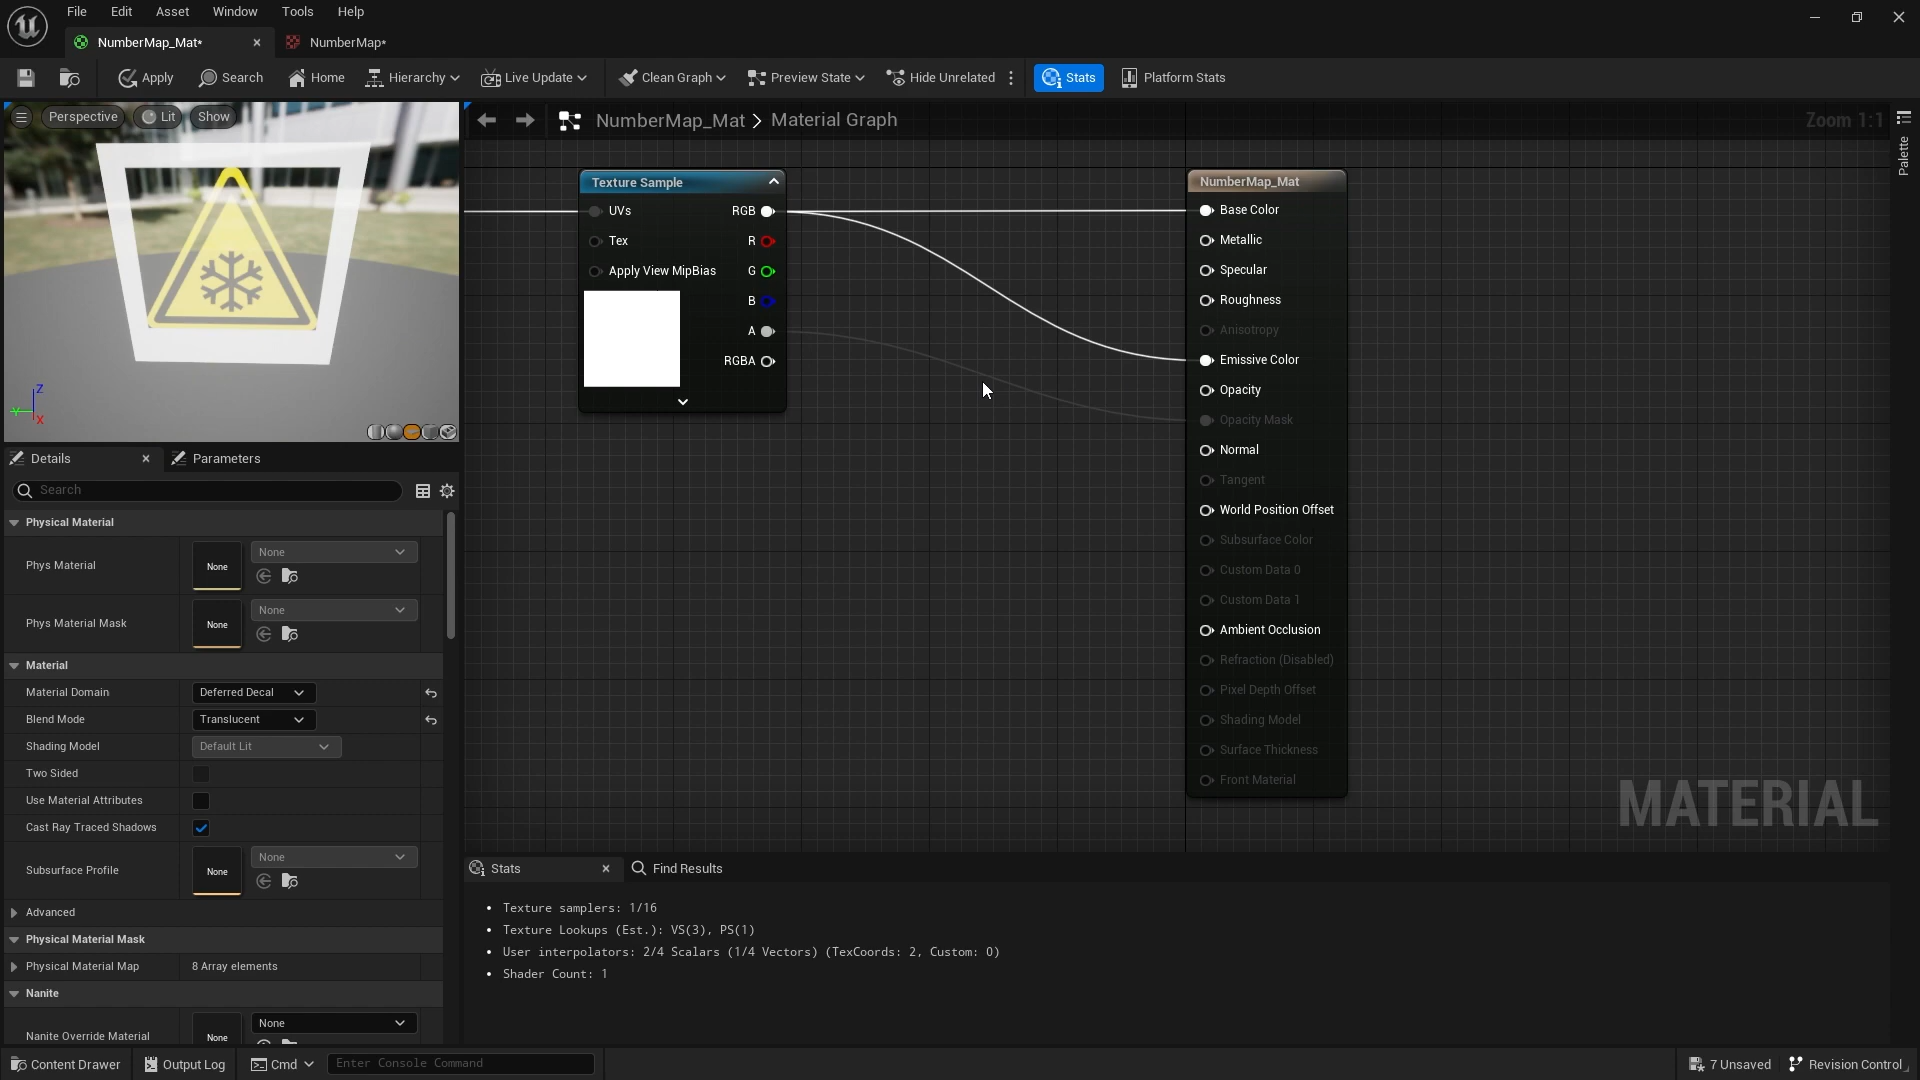 File Edit Asset Window Tools Help
NumberMap_Mat* NumberMap*
Apply Search Home Hierarchy Live Update Clean Graph Preview State Hide Unrelated Stats Platform Stats
Perspective Lit Show
NumberMap_Mat > Material Graph
Zoom 1:1
Palette
Texture Sample
UVs RGB
Tex R
Apply View MipBias G
B
A
RGBA
NumberMap_Mat
Base Color
Metallic
Specular
Roughness
Anisotropy
Emissive Color
Opacity
Opacity Mask
Normal
Tangent
World Position Offset
Subsurface Color
Custom Data 0
Custom Data 1
Ambient Occlusion
Refraction (Disabled)
Pixel Depth Offset
Shading Model
Surface Thickness
Front Material
MATERIAL
Z
Y
X
Details Parameters
Search
Physical Material
Phys Material None None
Phys Material Mask None None
Material
Material Domain Deferred Decal
Blend Mode Translucent
Shading Model Default Lit
Two Sided
Use Material Attributes
Cast Ray Traced Shadows
Subsurface Profile None None
Advanced
Physical Material Mask
Physical Material Map 8 Array elements
Nanite
Nanite Override Material None None
Stats Find Results
• Texture samplers: 1/16
• Texture Lookups (Est.): VS(3), PS(1)
• User interpolators: 2/4 Scalars (1/4 Vectors) (TexCoords: 2, Custom: 0)
• Shader Count: 1
Content Drawer Output Log Cmd Enter Console Command 7 Unsaved Revision Control